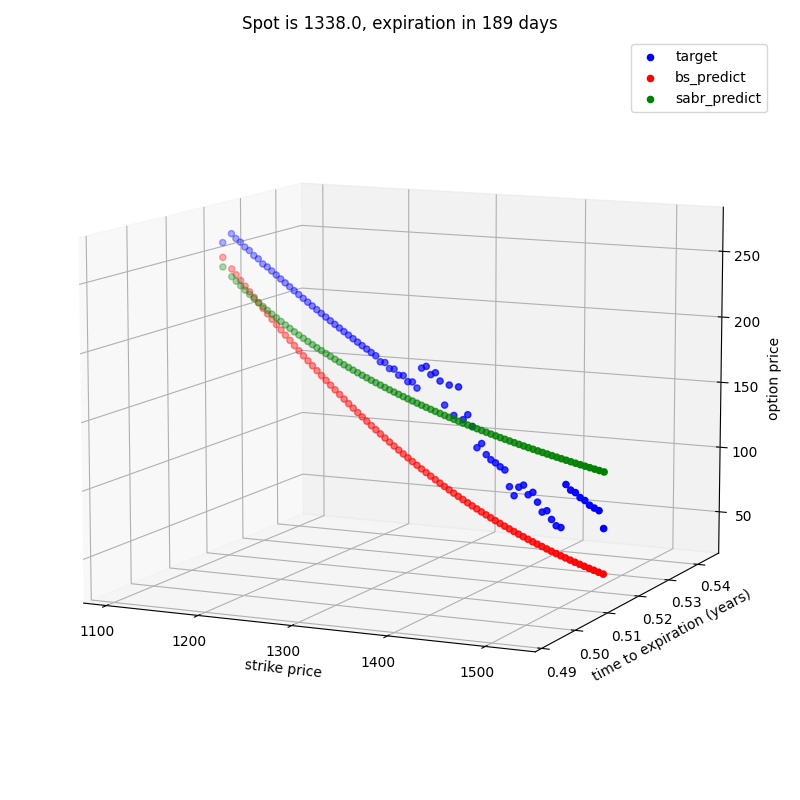 Spot is 1338.0, expiration in 189 days
target
bs_predict
sabr_predict
250
200
150
100
50
option price
0.54
0.53
0.52
0.51
0.50
0.49
time to expiration (years)
1100
1200
1300
1400
1500
strike price